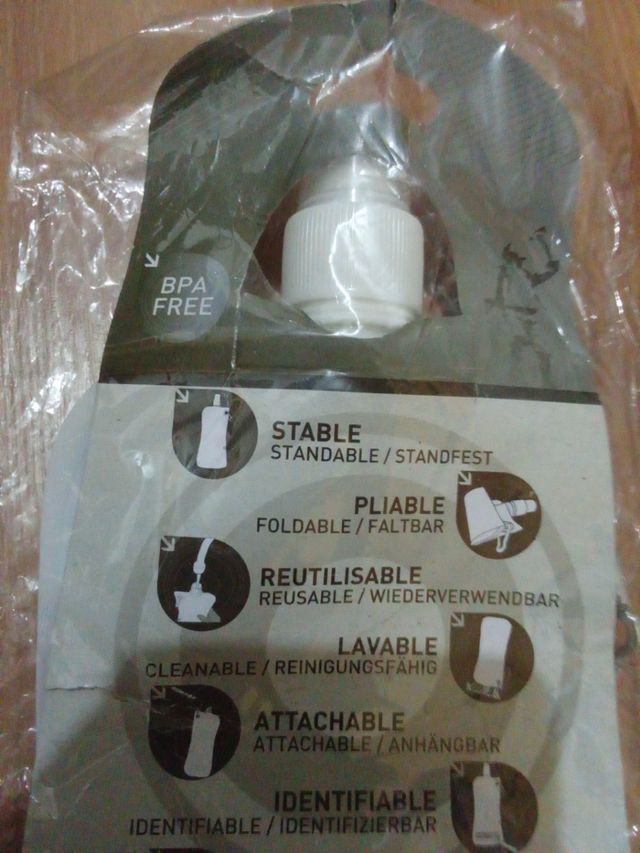 BPA
FREE
STABLE
STANDABLE / STANDFEST
PLIABLE
FOLDABLE / FALTBAR
REUTILISABLE
REUSABLE / WIEDERVERWENDBAR
LAVABLE
CLEANABLE / REINIGUNGSFÄHIG
ATTACHABLE
ATTACHABLE / ANHÄNGBAR
IDENTIFIABLE
IDENTIFIABLE / IDENTIFIZIERBAR